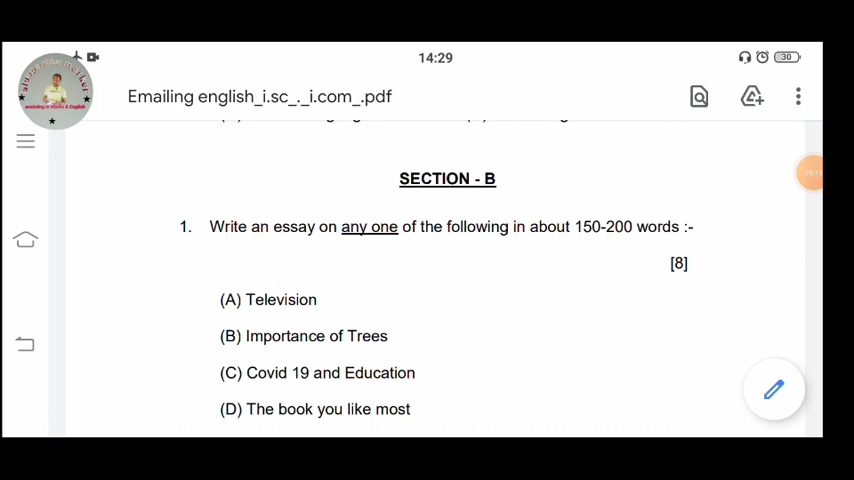 14:29
30
Emailing english_i.sc_._i.com_.pdf
SECTION - B
1. Write an essay on any one of the following in about 150-200 words :-
[8]
(A) Television
(B) Importance of Trees
(C) Covid 19 and Education
(D) The book you like most